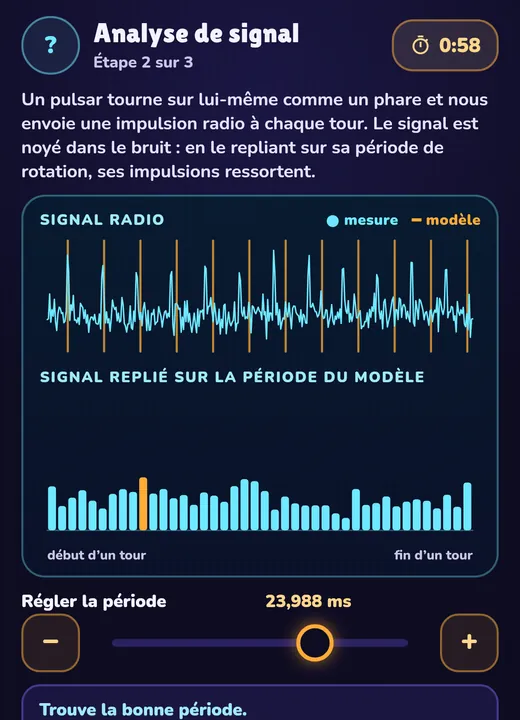 ?
Analyse de signal
Étape 2 sur 3
0:58
Un pulsar tourne sur lui-même comme un phare et nous
envoie une impulsion radio à chaque tour. Le signal est
noyé dans le bruit : en le repliant sur sa période de
rotation, ses impulsions ressortent.
SIGNAL RADIO
mesure
modèle
SIGNAL REPLIÉ SUR LA PÉRIODE DU MODÈLE
début d'un tour
fin d'un tour
Régler la période
23,988 ms
−
+
Trouve la bonne période.